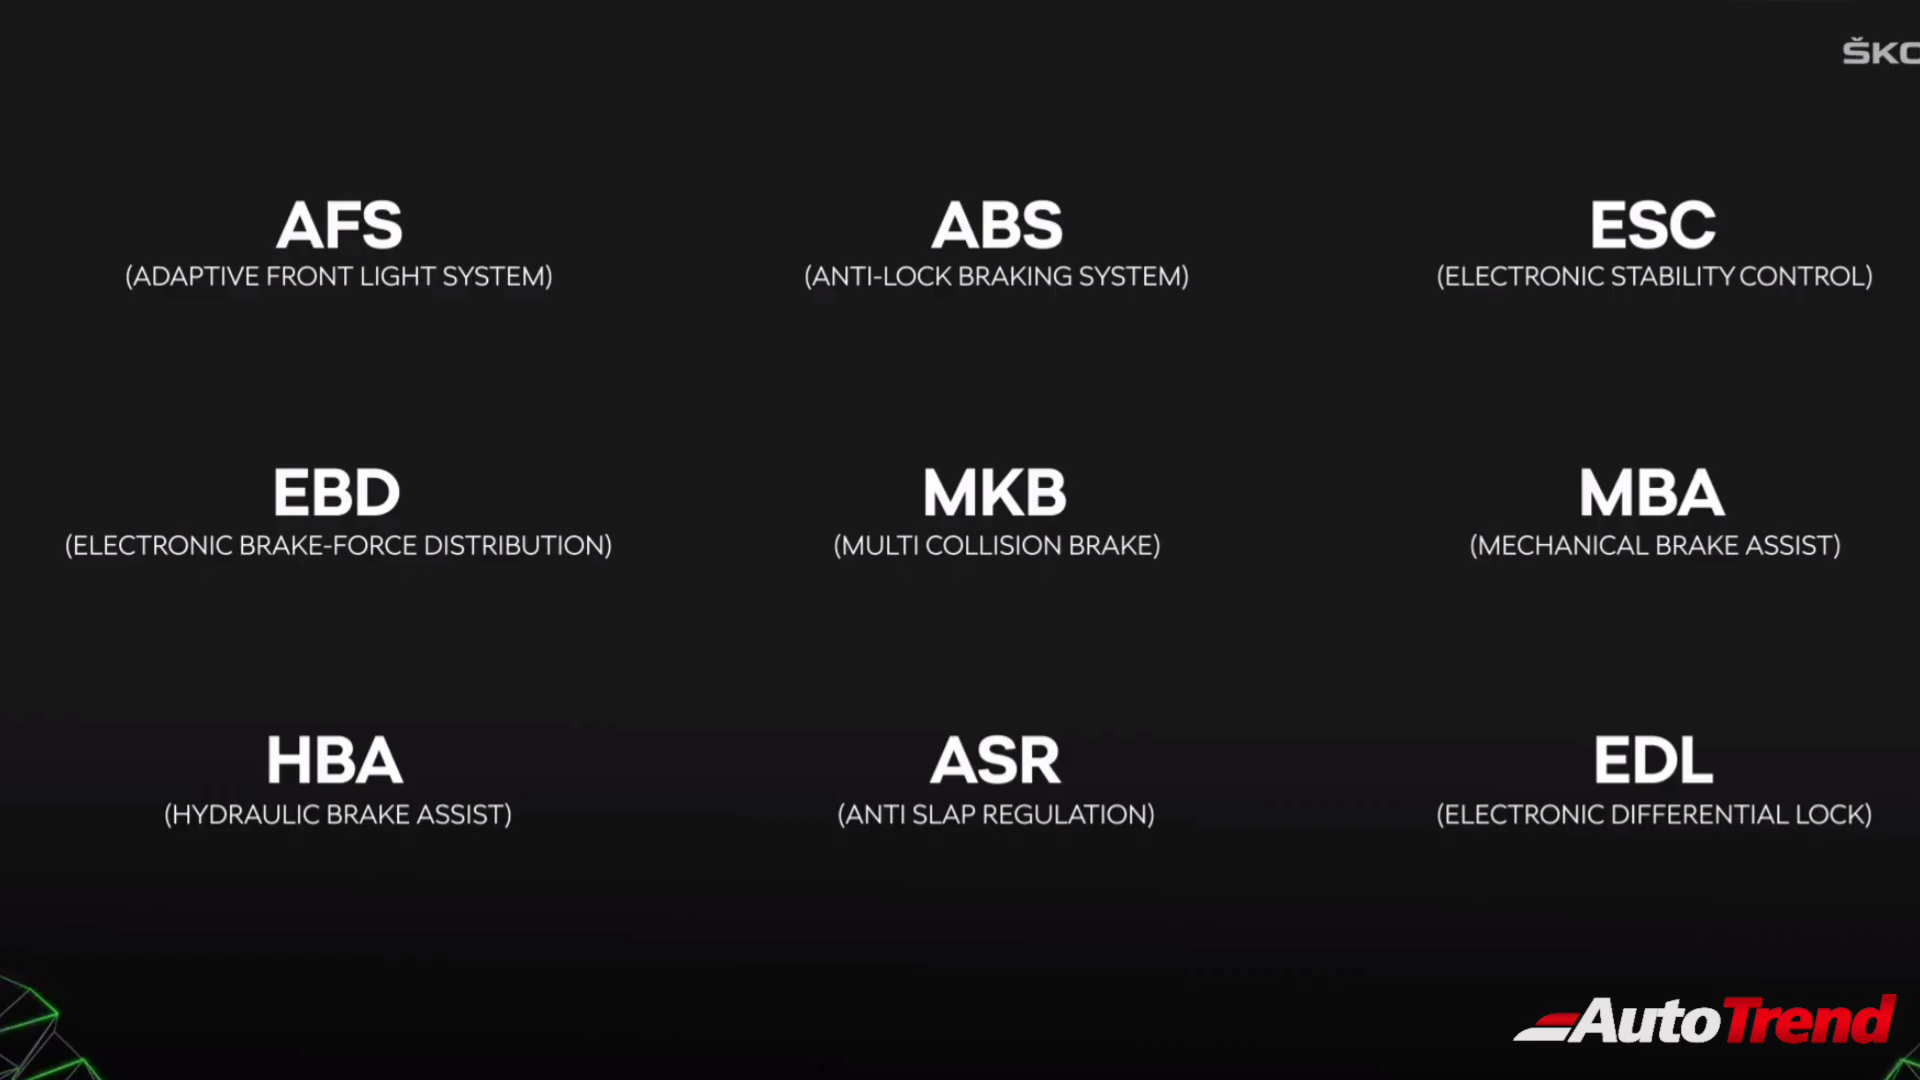 ŠKO
AFS
(ADAPTIVE FRONT LIGHT SYSTEM)
ABS
(ANTI-LOCK BRAKING SYSTEM)
ESC
(ELECTRONIC STABILITY CONTROL)
EBD
(ELECTRONIC BRAKE-FORCE DISTRIBUTION)
MKB
(MULTI COLLISION BRAKE)
MBA
(MECHANICAL BRAKE ASSIST)
HBA
(HYDRAULIC BRAKE ASSIST)
ASR
(ANTI SLAP REGULATION)
EDL
(ELECTRONIC DIFFERENTIAL LOCK)
AutoTrend